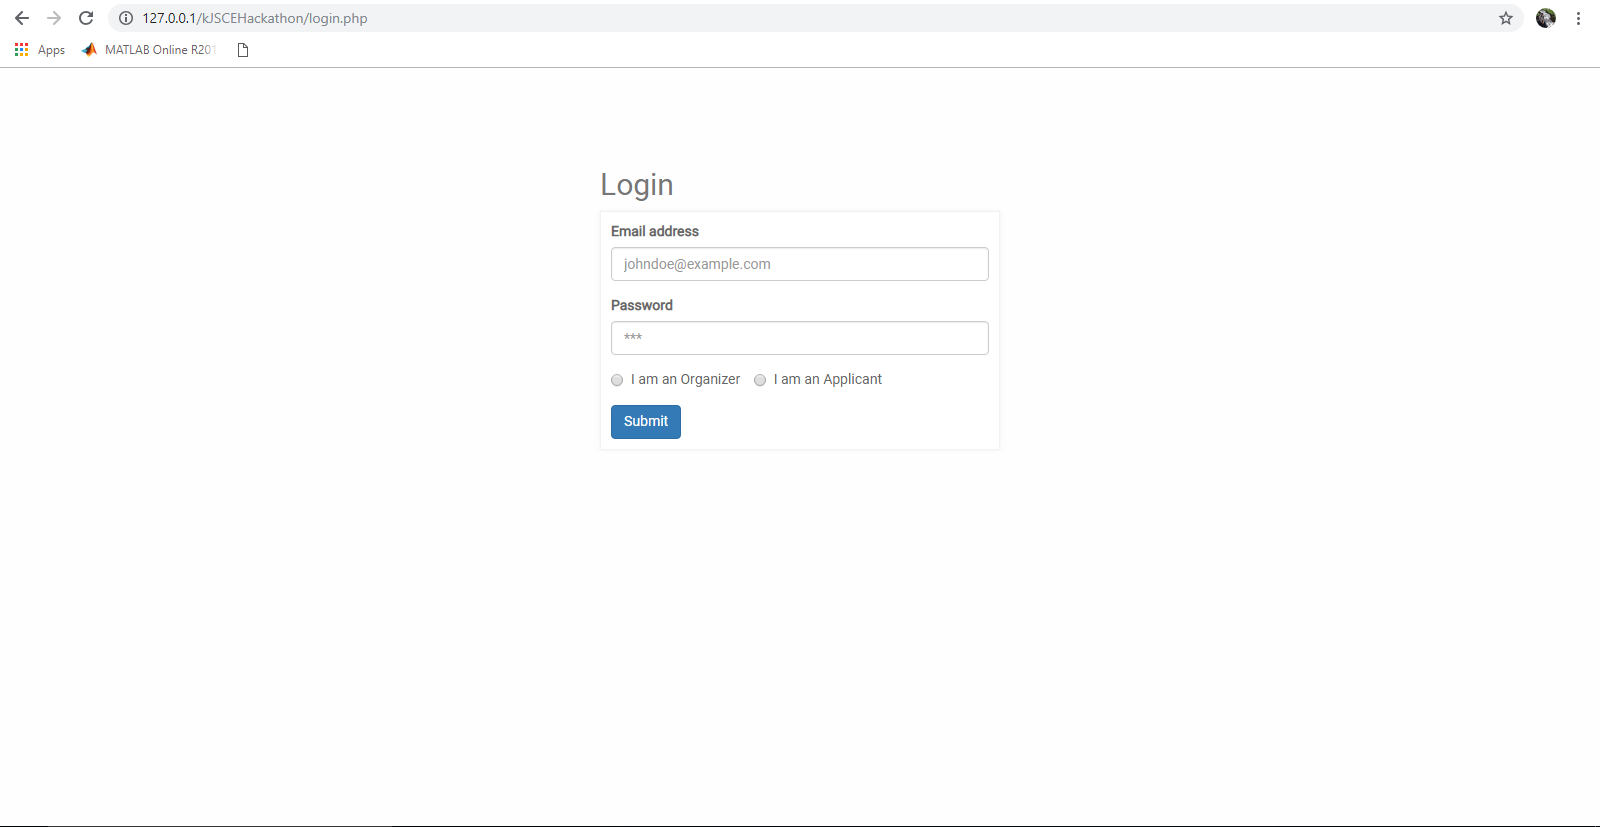 127.0.0.1/kJSCEHackathon/login.php
Apps MATLAB Online R201
Login
Email address
johndoe@example.com
Password
***
I am an Organizer I am an Applicant
Submit